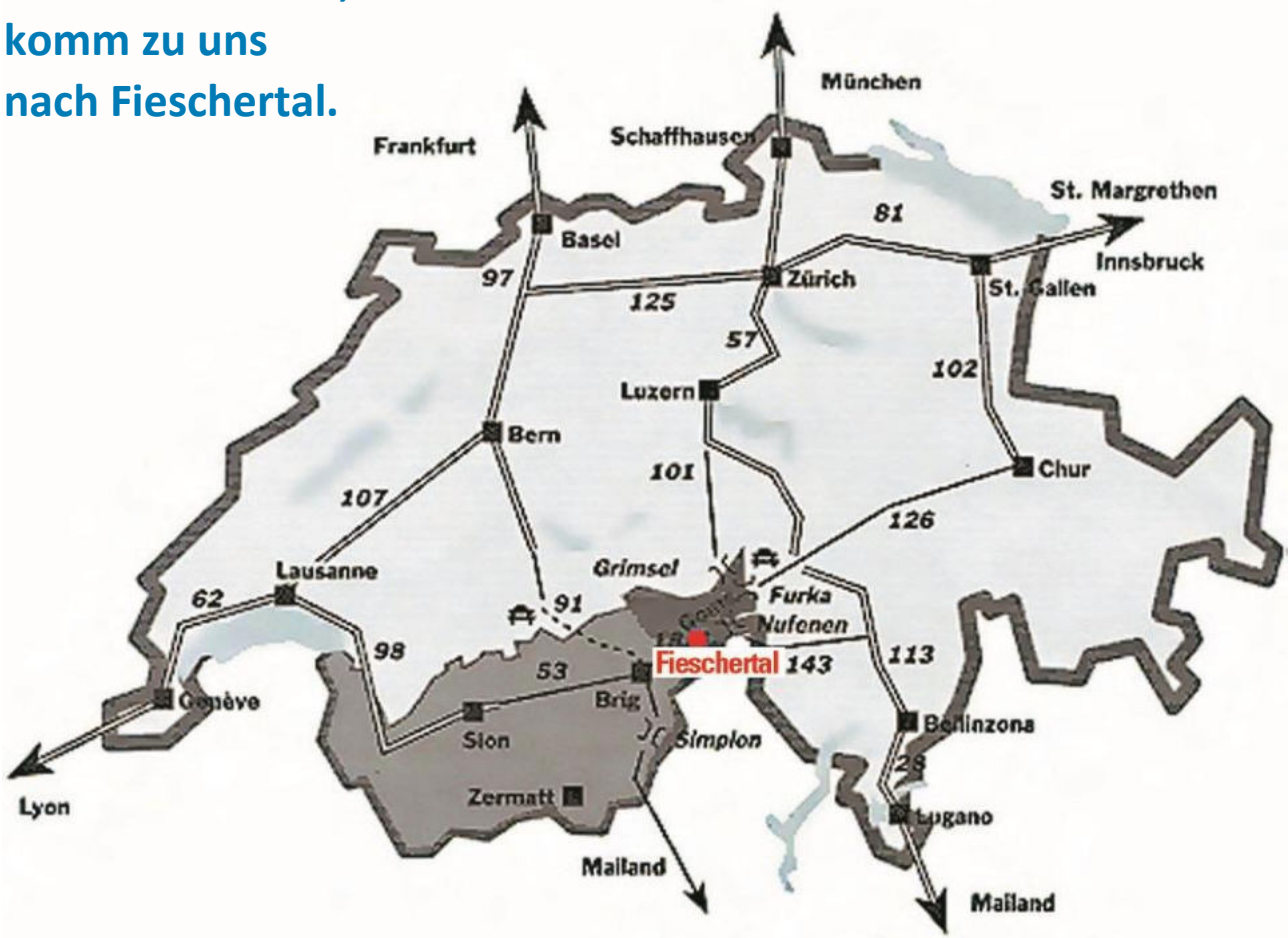 komm zu uns
nach Fieschertal.
München
Frankfurt
Schaffhausen
St. Margrethen
81
Basel
Innsbruck
97
Zürich
St. Gallen
125
57
102
Luzern
Bern
Chur
101
107
126
Grimsel
Lausanne
Furka
62
91
Nufenen
98
Fieschertal
143
113
53
Brig
Genève
Sion
Simplon
Bellinzona
28
Zermatt
Lugano
Lyon
Mailand
Mailand